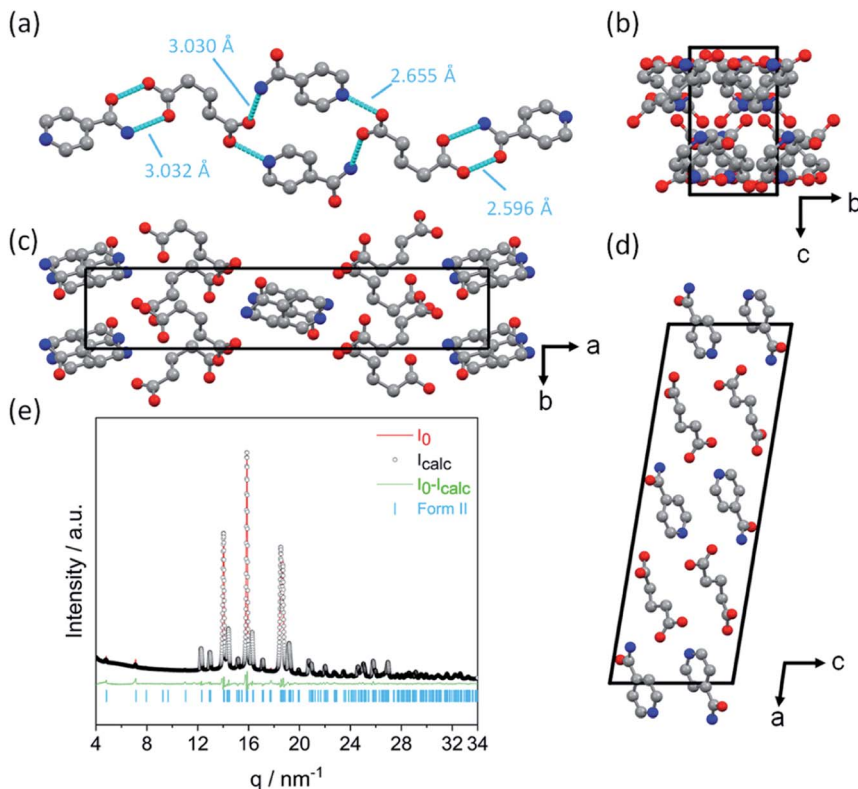 (a)
3.030 Å
2.655 Å
3.032 Å
2.596 Å
(b)
b
c
(c)
a
b
(d)
c
a
(e)
I0
Icalc
I0-Icalc
Form II
Intensity / a.u.
4 8 12 16 20 24 28 32 34
q / nm-1